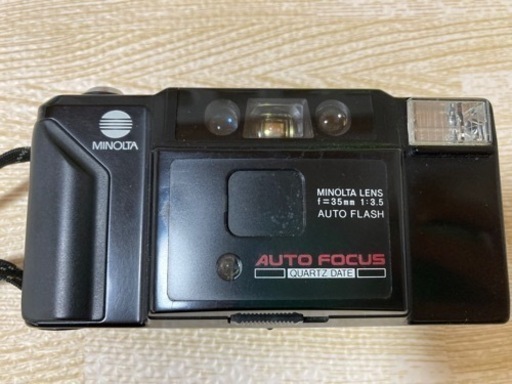 MINOLTA
MINOLTA LENS
f=35mm 1:3.5
AUTO FLASH
AUTO FOCUS
QUARTZ DATE